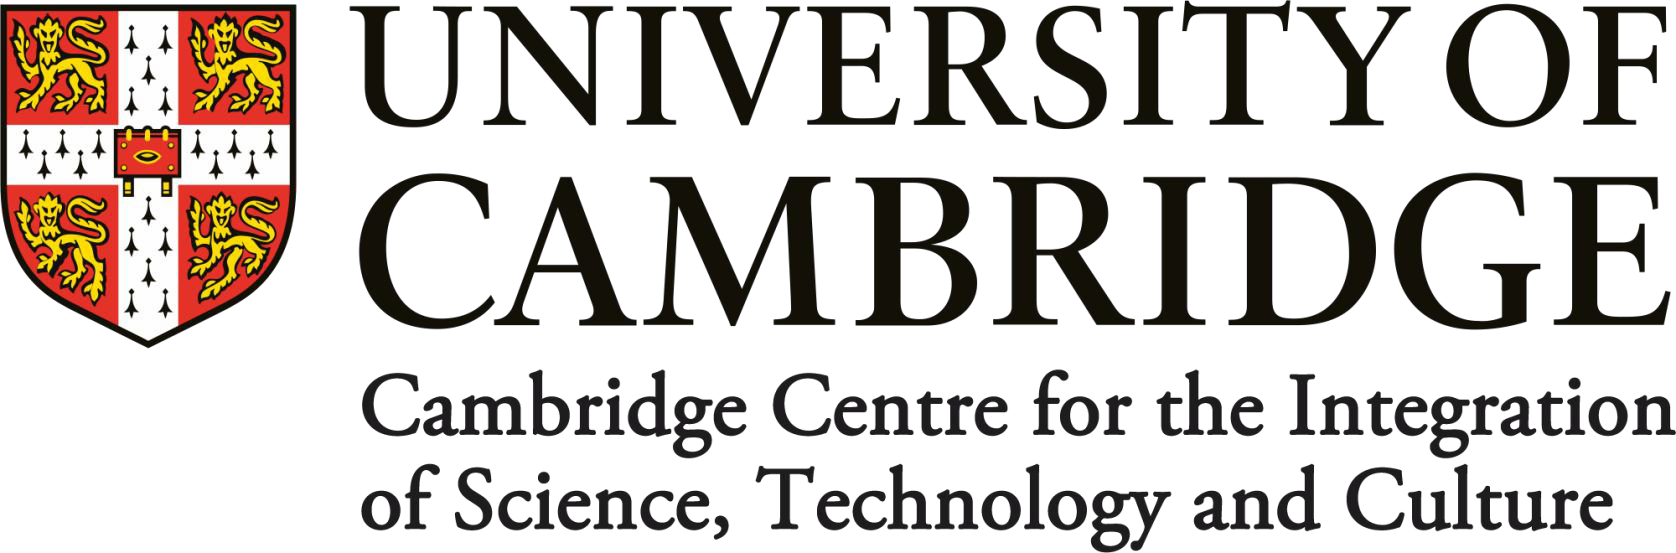 UNIVERSITY OF
CAMBRIDGE
Cambridge Centre for the Integration
of Science, Technology and Culture